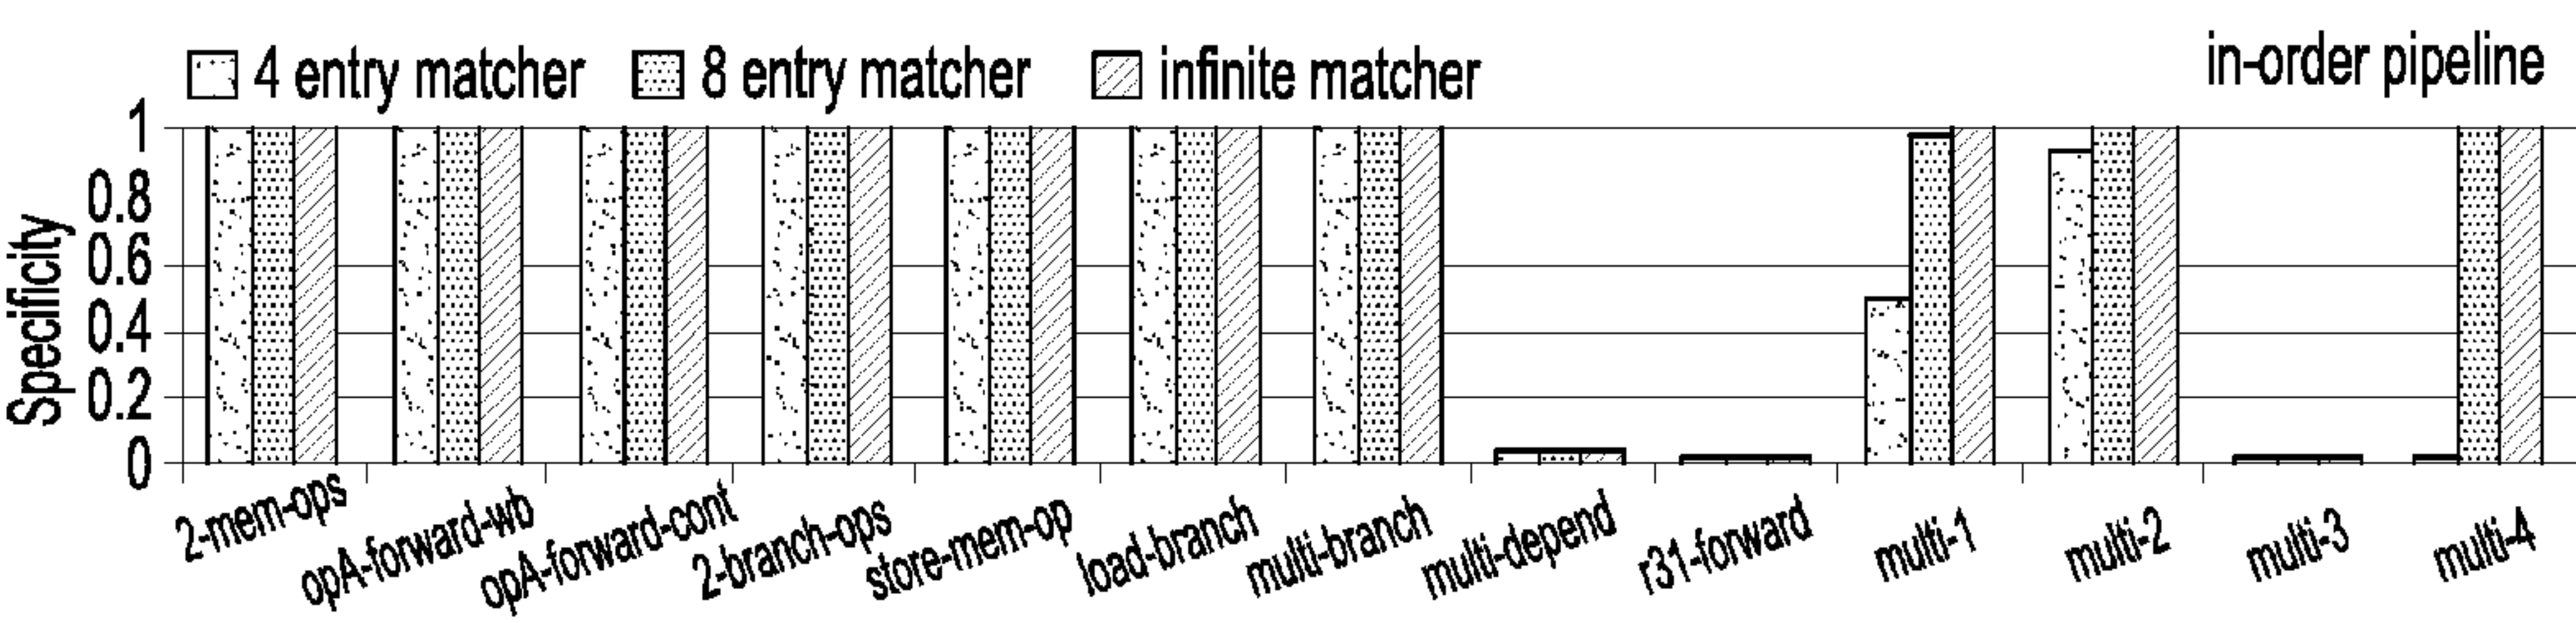 4 entry matcher 8 entry matcher infinite matcher in-order pipeline
Specificity
1
0.8
0.6
0.4
0.2
0
2-mem-ops
opA-forward-wb
opA-forward-cont
2-branch-ops
store-mem-op
load-branch
multi-branch
multi-depend
r31-forward
multi-1
multi-2
multi-3
multi-4